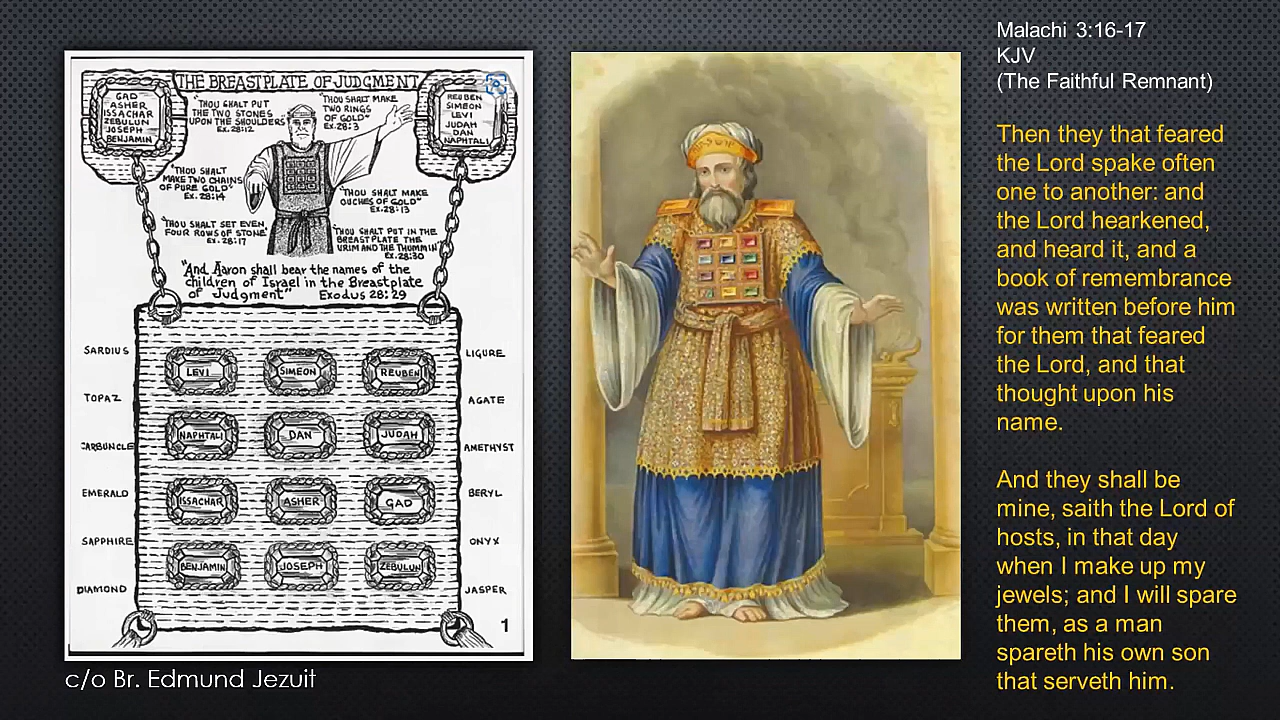 THE BREASTPLATE OF JUDGMENT
GAD
ASHER
ISSACHAR
ZEBULUN
JOSEPH
BENJAMIN
"THOU SHALT PUT
THE TWO STONES
UPON THE SHOULDERS"
EX.28:12
"THOU SHALT MAKE
TWO RINGS
OF GOLD"
EX.28:3
REUBEN
SIMEON
LEVI
JUDAH
DAN
NAPHTALI
"THOU SHALT
MAKE TWO CHAINS
OF PURE GOLD"
EX.28:14
"THOU SHALT MAKE
OUCHES OF GOLD"
EX.28:13
"THOU SHALT SET EVEN
FOUR ROWS OF STONE"
EX.28:17
"THOU SHALT PUT IN THE
BREASTPLATE THE
URIM AND THE THUMMIM"
EX.28:30
"And Aaron shall bear the names of the
children of Israel in the Breastplate
of Judgment" Exodus 28:29
SARDIUS
TOPAZ
CARBUNCLE
EMERALD
SAPPHIRE
DIAMOND
LEVI SIMEON REUBEN
NAPHTALI DAN JUDAH
ISSACHAR ASHER GAD
BENJAMIN JOSEPH ZEBULUN
LIGURE
AGATE
AMETHYST
BERYL
ONYX
JASPER
1
c/o Br. Edmund Jezuit
Malachi 3:16-17
KJV
(The Faithful Remnant)
Then they that feared
the Lord spake often
one to another: and
the Lord hearkened,
and heard it, and a
book of remembrance
was written before him
for them that feared
the Lord, and that
thought upon his
name.
And they shall be
mine, saith the Lord of
hosts, in that day
when I make up my
jewels; and I will spare
them, as a man
spareth his own son
that serveth him.